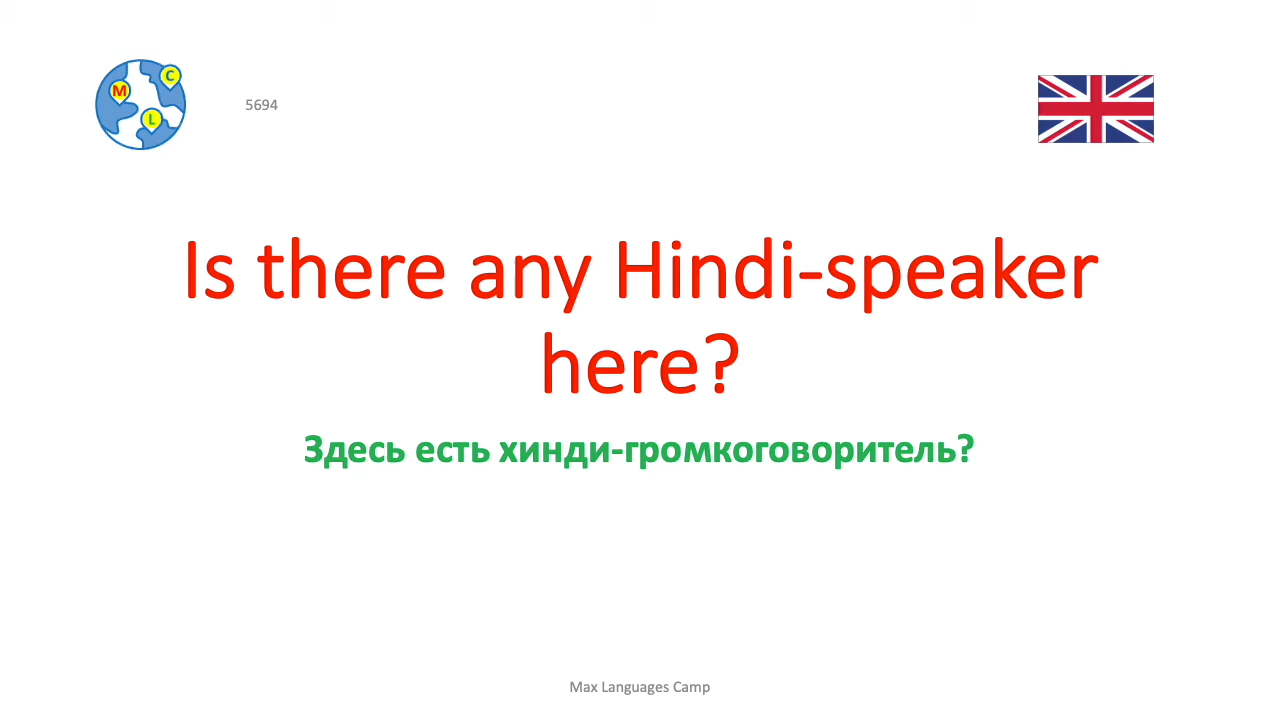 M
C
L
5694
Is there any Hindi-speaker
here?
Здесь есть хинди-громкоговоритель?
Max Languages Camp